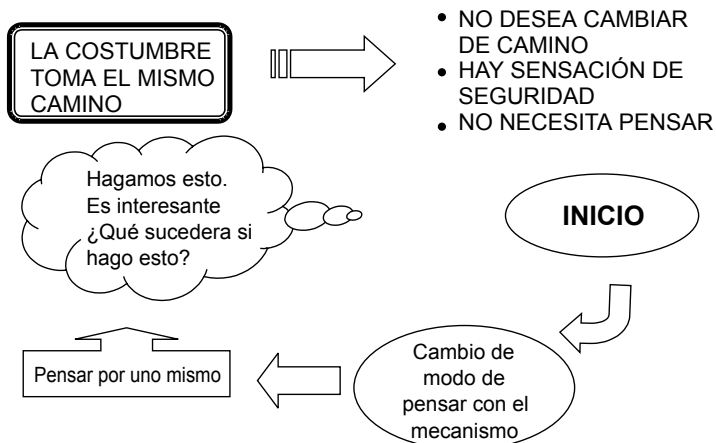 LA COSTUMBRE
TOMA EL MISMO
CAMINO
• NO DESEA CAMBIAR
DE CAMINO
• HAY SENSACIÓN DE
SEGURIDAD
• NO NECESITA PENSAR
Hagamos esto.
Es interesante
¿Qué sucedera si
hago esto?
INICIO
Cambio de
modo de
pensar con el
mecanismo
Pensar por uno mismo